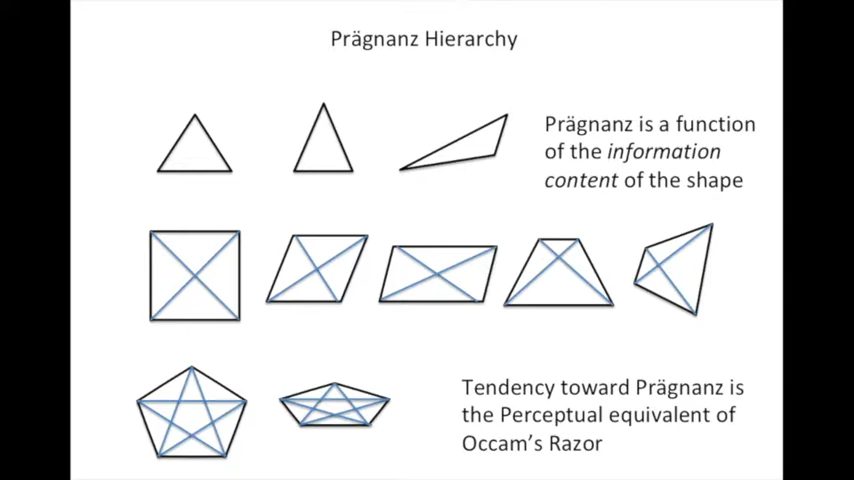 Prägnanz Hierarchy
Prägnanz is a function
of the information
content of the shape
Tendency toward Prägnanz is
the Perceptual equivalent of
Occam's Razor